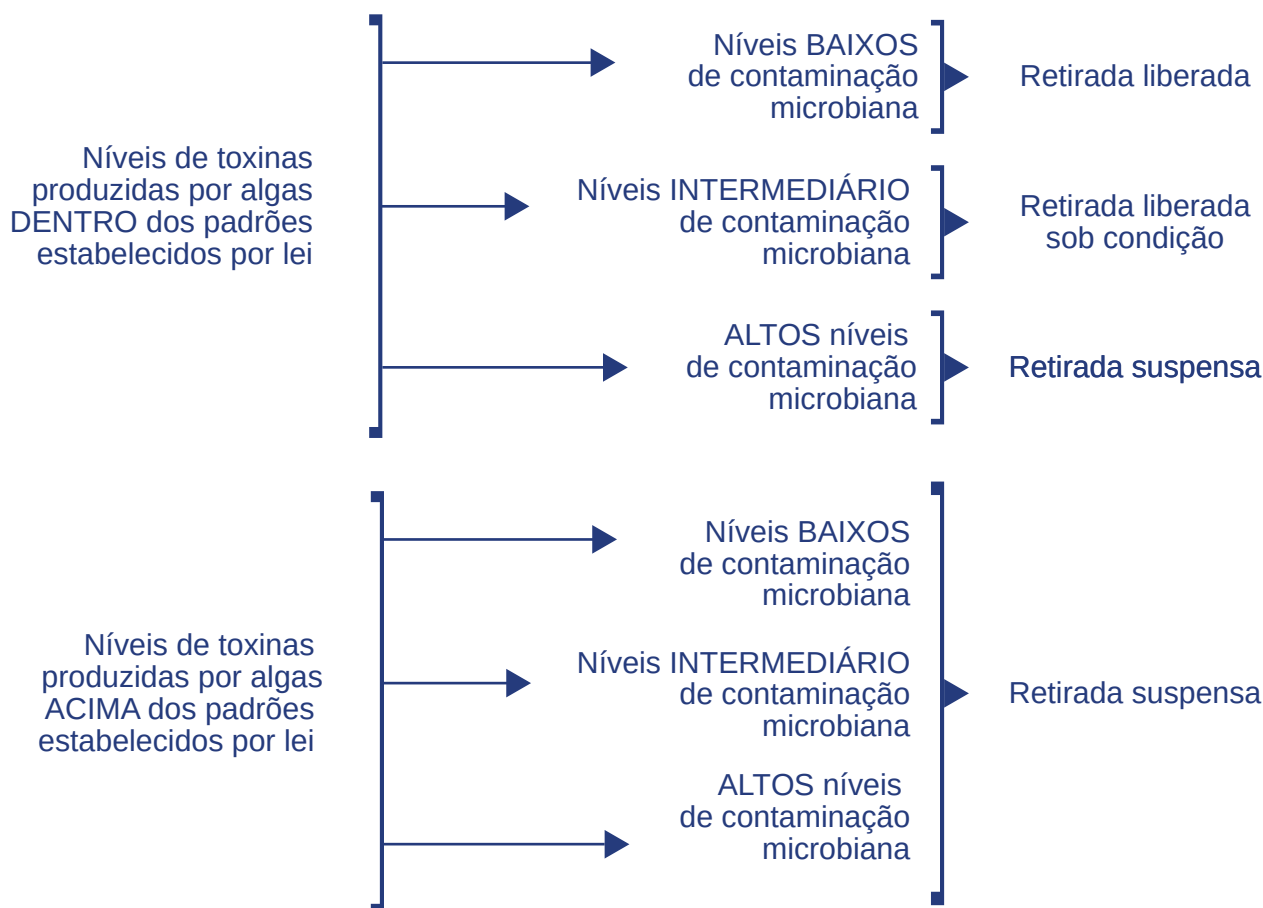 Níveis de toxinas
produzidas por algas
DENTRO dos padrões
estabelecidos por lei
Níveis BAIXOS
de contaminação
microbiana
Retirada liberada
Níveis INTERMEDIÁRIO
de contaminação
microbiana
Retirada liberada
sob condição
ALTOS níveis
de contaminação
microbiana
Retirada suspensa
Níveis de toxinas
produzidas por algas
ACIMA dos padrões
estabelecidos por lei
Níveis BAIXOS
de contaminação
microbiana
Níveis INTERMEDIÁRIO
de contaminação
microbiana
ALTOS níveis
de contaminação
microbiana
Retirada suspensa